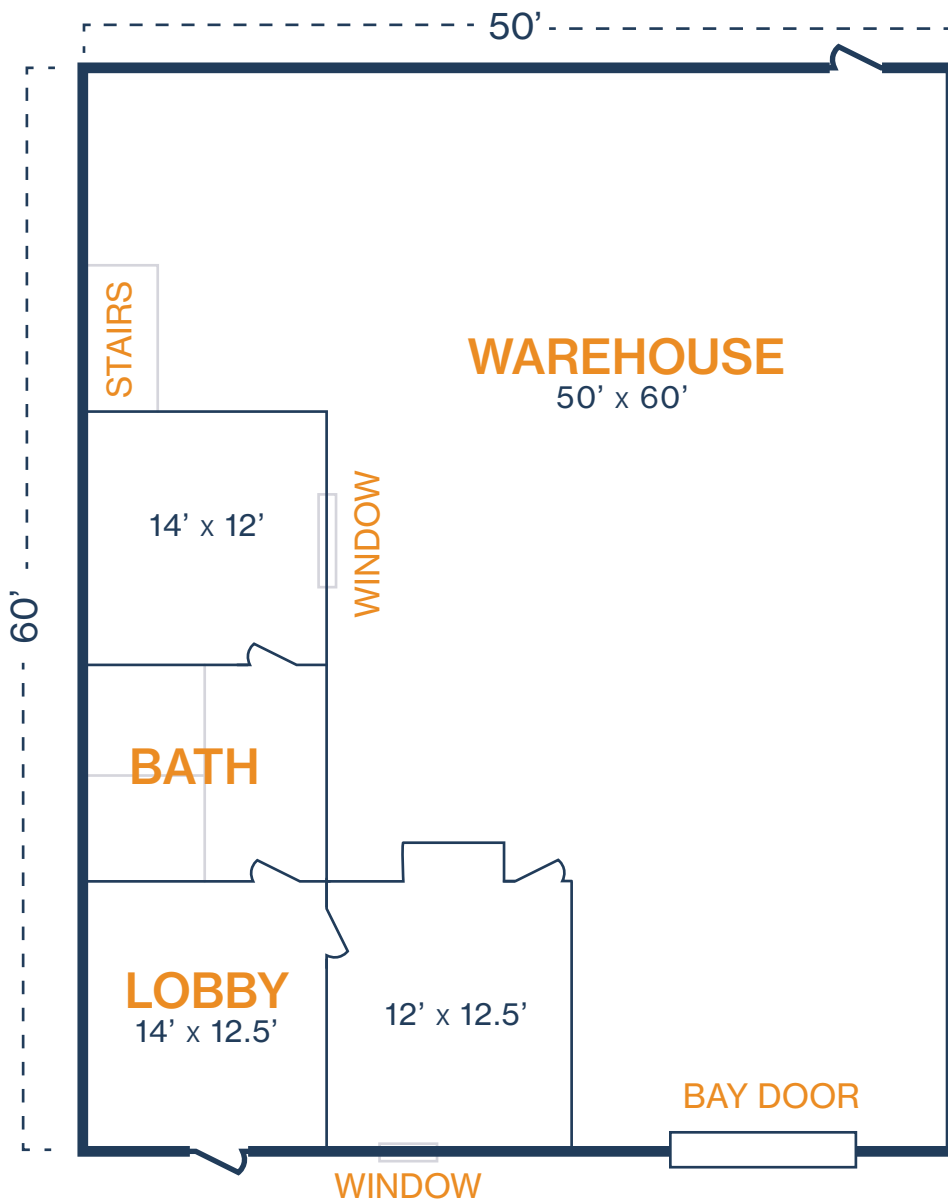 50’
STAIRS
WAREHOUSE
50’ x 60’
14’ x 12’
WINDOW
60’
BATH
LOBBY
14’ x 12.5’
12’ x 12.5’
BAY DOOR
WINDOW